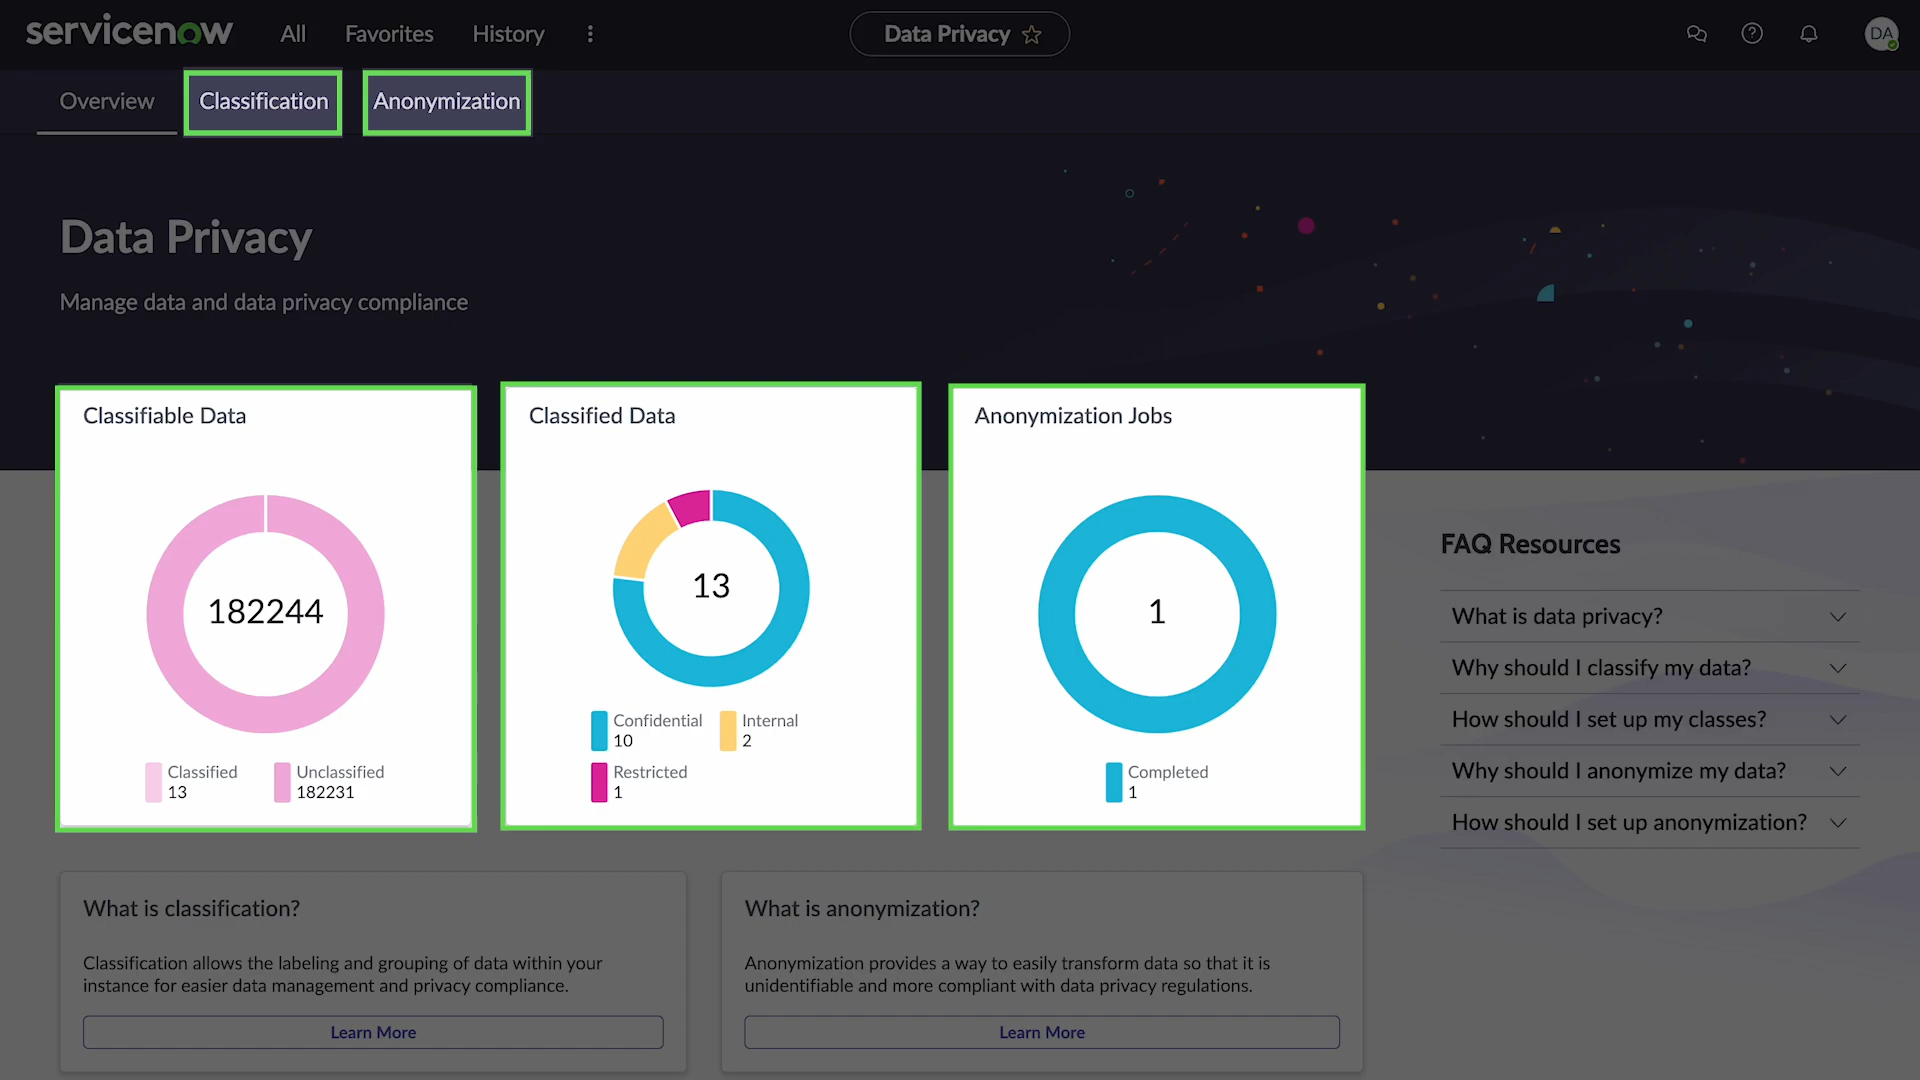 servicenow
All
Favorites
History
Data Privacy
DA
Overview
Classification
Anonymization
Data Privacy
Manage data and data privacy compliance
Classifiable Data
182244
Classified
13
Unclassified
182231
Classified Data
13
Confidential
10
Internal
2
Restricted
1
Anonymization Jobs
1
Completed
1
FAQ Resources
What is data privacy?
Why should I classify my data?
How should I set up my classes?
Why should I anonymize my data?
How should I set up anonymization?
What is classification?
Classification allows the labeling and grouping of data within your
instance for easier data management and privacy compliance.
Learn More
What is anonymization?
Anonymization provides a way to easily transform data so that it is
unidentifiable and more compliant with data privacy regulations.
Learn More